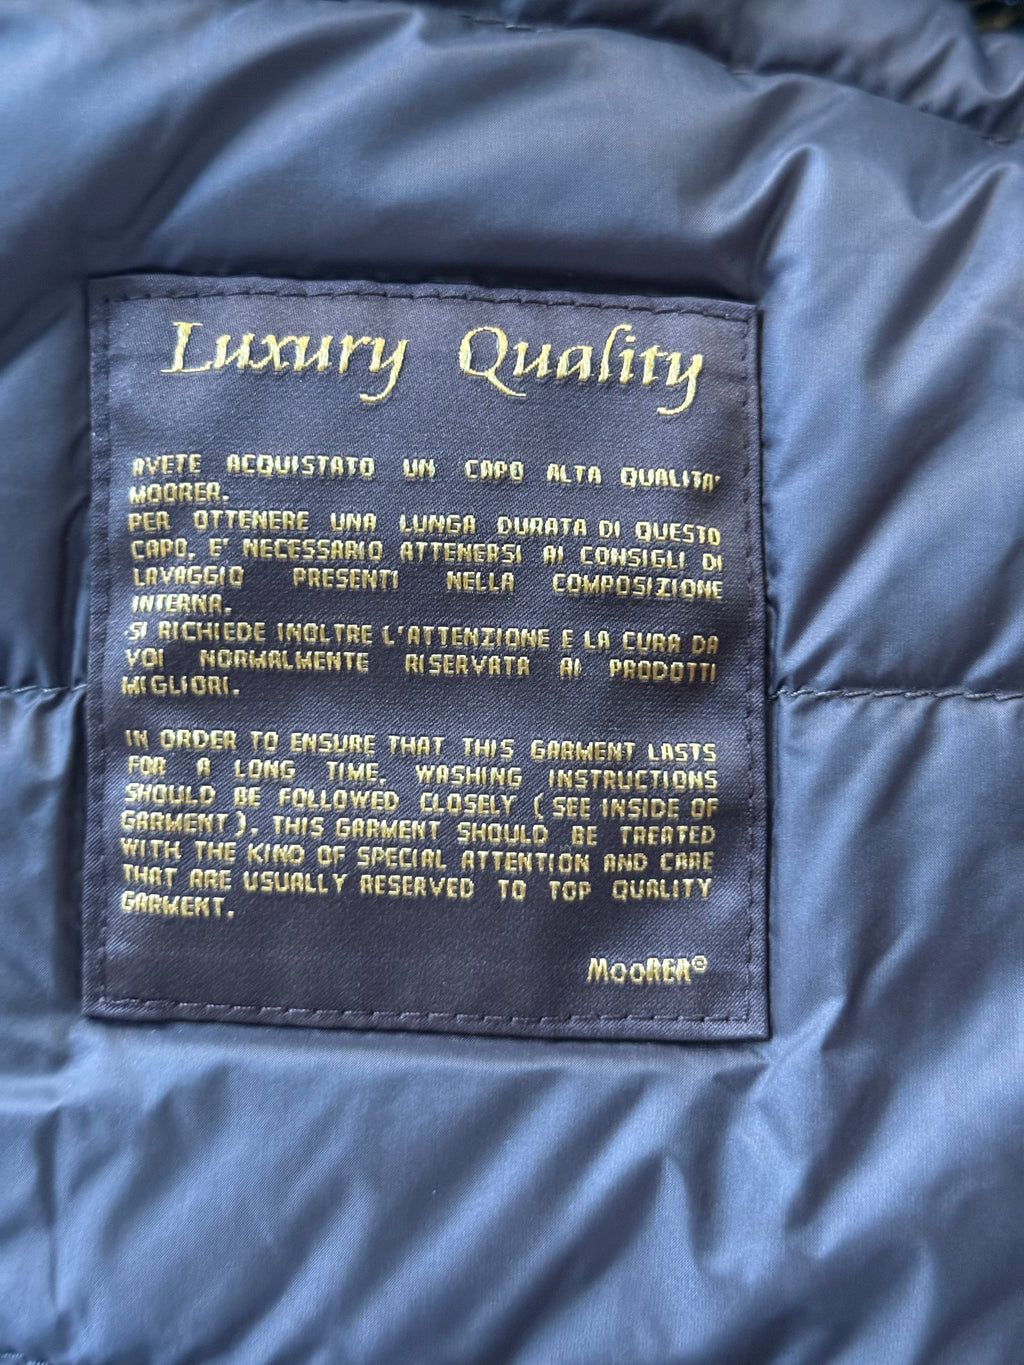 Luxury Quality
AVETE ACQUISTATO UN CAPO ALTA QUALITA'
MOORER.
PER OTTENERE UNA LUNGA DURATA DI QUESTO
CAPO, E' NECESSARIO ATTENERSI AI CONSIGLI DI
LAVAGGIO PRESENTI NELLA COMPOSIZIONE
INTERNA.
SI RICHIEDE INOLTRE L'ATTENZIONE E LA CURA DA
VOI NORMALMENTE RISERVATA AI PRODOTTI
MIGLIORI.
IN ORDER TO ENSURE THAT THIS GARMENT LASTS
FOR A LONG TIME, WASHING INSTRUCTIONS
SHOULD BE FOLLOWED CLOSELY (SEE INSIDE OF
GARMENT). THIS GARMENT SHOULD BE TREATED
WITH THE KIND OF SPECIAL ATTENTION AND CARE
THAT ARE USUALLY RESERVED TO TOP QUALITY
GARMENT.
MooRER®